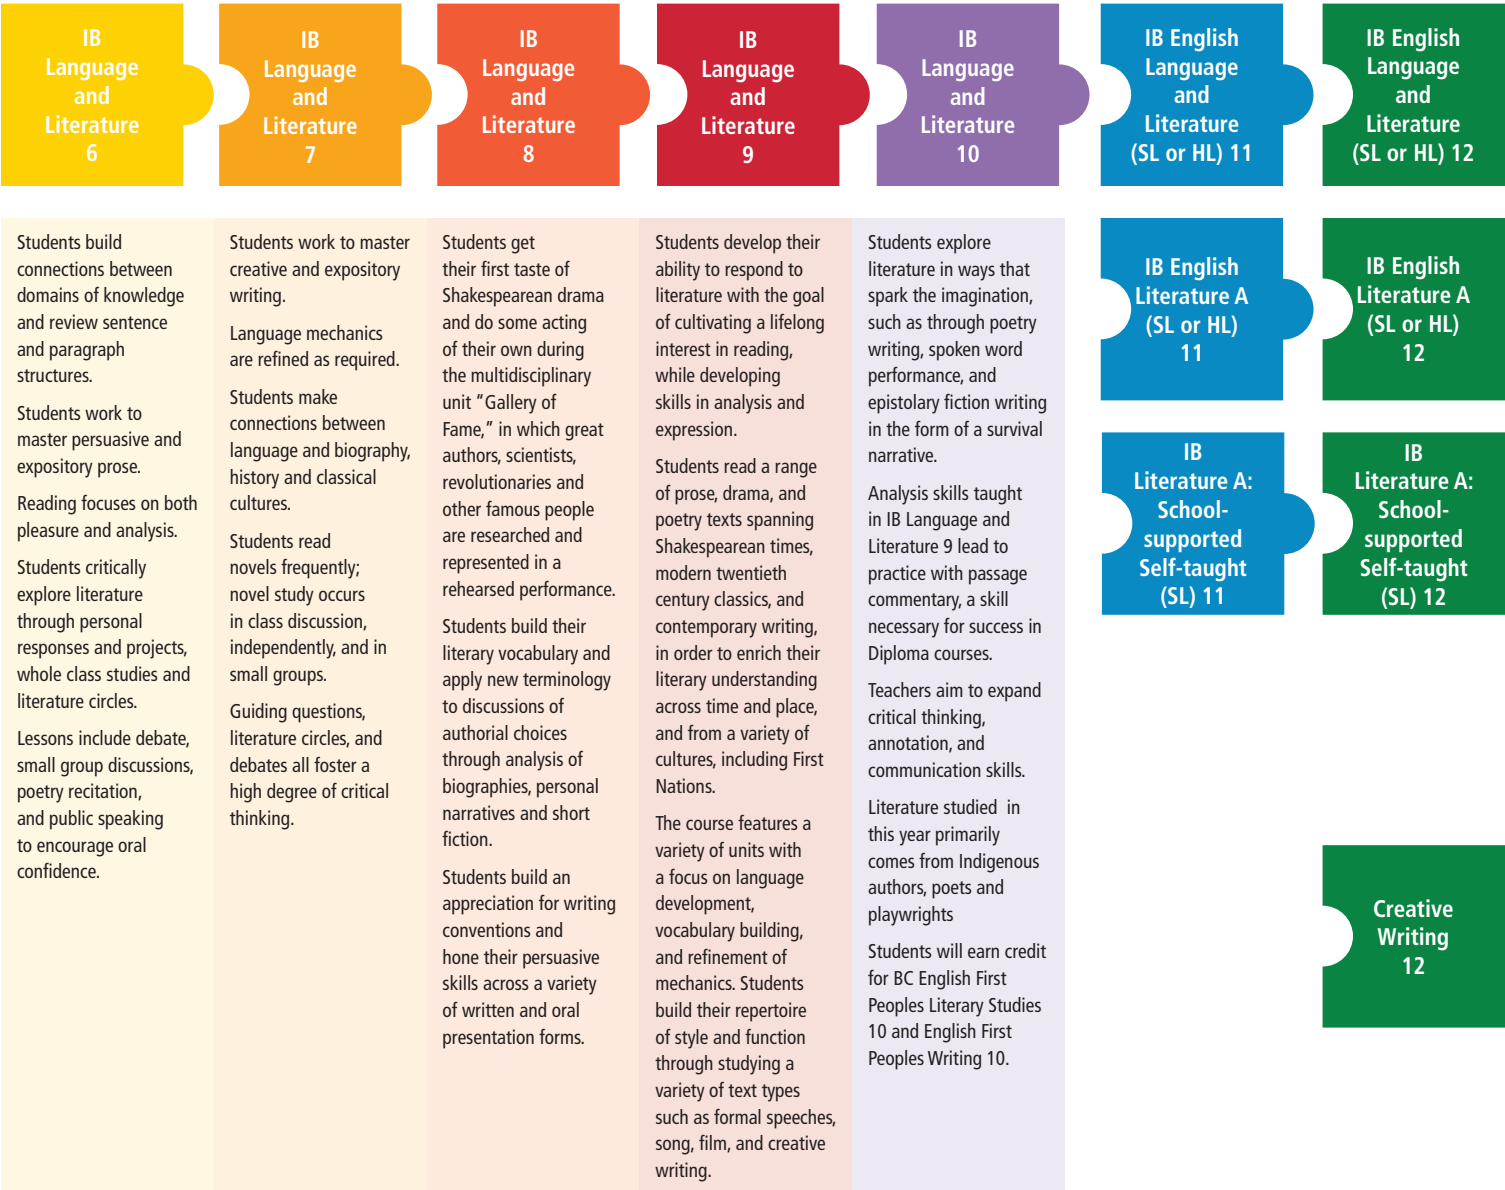 IB
Language
and
Literature
6
IB
Language
and
Literature
7
IB
Language
and
Literature
8
IB
Language
and
Literature
9
IB
Language
and
Literature
10
IB English
Language
and
Literature
(SL or HL) 11
IB English
Language
and
Literature
(SL or HL) 12
Students build
connections between
domains of knowledge
and review sentence
and paragraph
structures.
Students work to
master persuasive and
expository prose.
Reading focuses on both
pleasure and analysis.
Students critically
explore literature
through personal
responses and projects,
whole class studies and
literature circles.
Lessons include debate,
small group discussions,
poetry recitation,
and public speaking
to encourage oral
confidence.
Students work to master
creative and expository
writing.
Language mechanics
are refined as required.
Students make
connections between
language and biography,
history and classical
cultures.
Students read
novels frequently;
novel study occurs
in class discussion,
independently, and in
small groups.
Guiding questions,
literature circles, and
debates all foster a
high degree of critical
thinking.
Students get
their first taste of
Shakespearean drama
and do some acting
of their own during
the multidisciplinary
unit “Gallery of
Fame,” in which great
authors, scientists,
revolutionaries and
other famous people
are researched and
represented in a
rehearsed performance.
Students build their
literary vocabulary and
apply new terminology
to discussions of
authorial choices
through analysis of
biographies, personal
narratives and short
fiction.
Students build an
appreciation for writing
conventions and
hone their persuasive
skills across a variety
of written and oral
presentation forms.
Students develop their
ability to respond to
literature with the goal
of cultivating a lifelong
interest in reading,
while developing
skills in analysis and
expression.
Students read a range
of prose, drama, and
poetry texts spanning
Shakespearean times,
modern twentieth
century classics, and
contemporary writing,
in order to enrich their
literary understanding
across time and place,
and from a variety of
cultures, including First
Nations.
The course features a
variety of units with
a focus on language
development,
vocabulary building,
and refinement of
mechanics. Students
build their repertoire
of style and function
through studying a
variety of text types
such as formal speeches,
song, film, and creative
writing.
Students explore
literature in ways that
spark the imagination,
such as through poetry
writing, spoken word
performance, and
epistolary fiction writing
in the form of a survival
narrative.
Analysis skills taught
in IB Language and
Literature 9 lead to
practice with passage
commentary, a skill
necessary for success in
Diploma courses.
Teachers aim to expand
critical thinking,
annotation, and
communication skills.
Literature studied in
this year primarily
comes from Indigenous
authors, poets and
playwrights
Students will earn credit
for BC English First
Peoples Literary Studies
10 and English First
Peoples Writing 10.
IB English
Literature A
(SL or HL)
11
IB English
Literature A
(SL or HL)
12
IB
Literature A:
School-
supported
Self-taught
(SL) 11
IB
Literature A:
School-
supported
Self-taught
(SL) 12
Creative
Writing
12